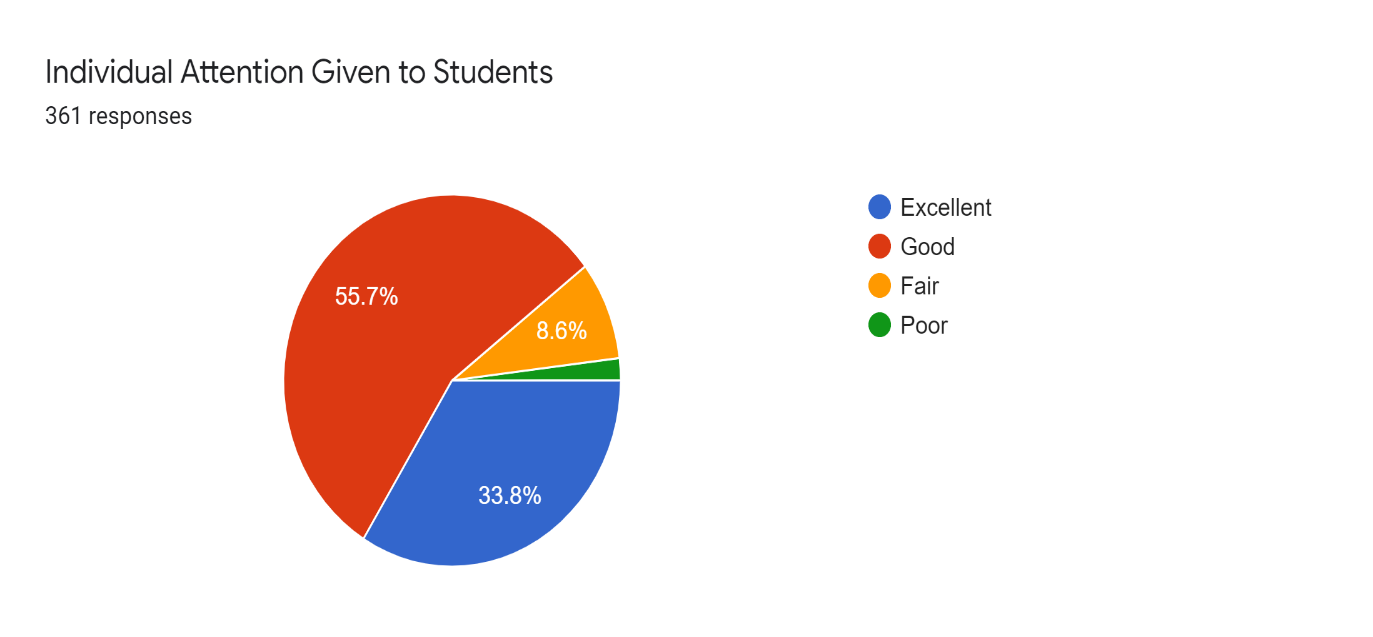 Individual Attention Given to Students
361 responses
Excellent
Good
Fair
Poor
55.7%
8.6%
33.8%